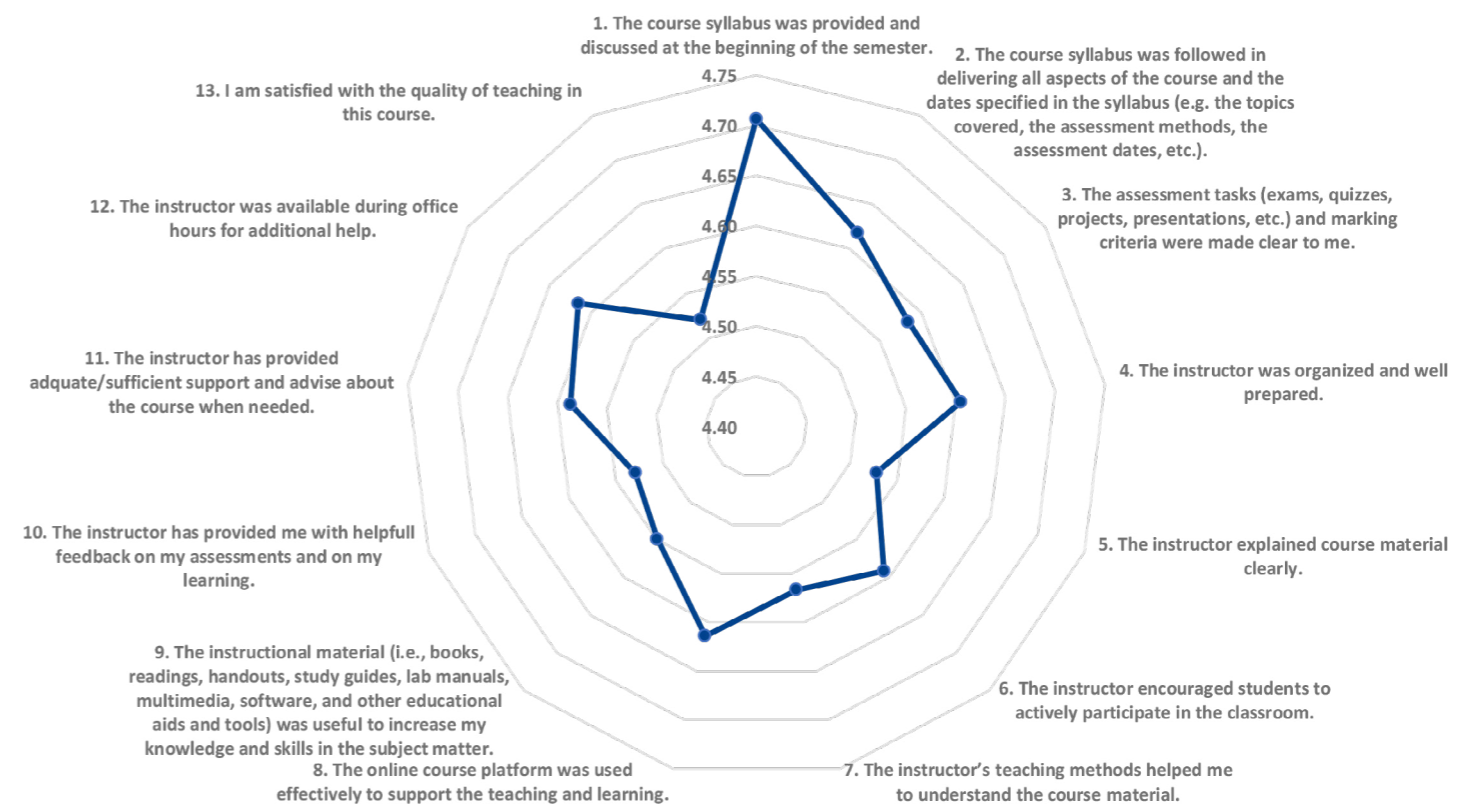 1. The course syllabus was provided and
discussed at the beginning of the semester.
2. The course syllabus was followed in
delivering all aspects of the course and the
dates specified in the syllabus (e.g. the topics
covered, the assessment methods, the
assessment dates, etc.).
3. The assessment tasks (exams, quizzes,
projects, presentations, etc.) and marking
criteria were made clear to me.
4. The instructor was organized and well
prepared.
5. The instructor explained course material
clearly.
6. The instructor encouraged students to
actively participate in the classroom.
7. The instructor’s teaching methods helped me
to understand the course material.
8. The online course platform was used
effectively to support the teaching and learning.
9. The instructional material (i.e., books,
readings, handouts, study guides, lab manuals,
multimedia, software, and other educational
aids and tools) was useful to increase my
knowledge and skills in the subject matter.
10. The instructor has provided me with helpfull
feedback on my assessments and on my
learning.
11. The instructor has provided
adquate/sufficient support and advise about
the course when needed.
12. The instructor was available during office
hours for additional help.
13. I am satisfied with the quality of teaching in
this course.
4.75
4.70
4.65
4.60
4.55
4.50
4.45
4.40